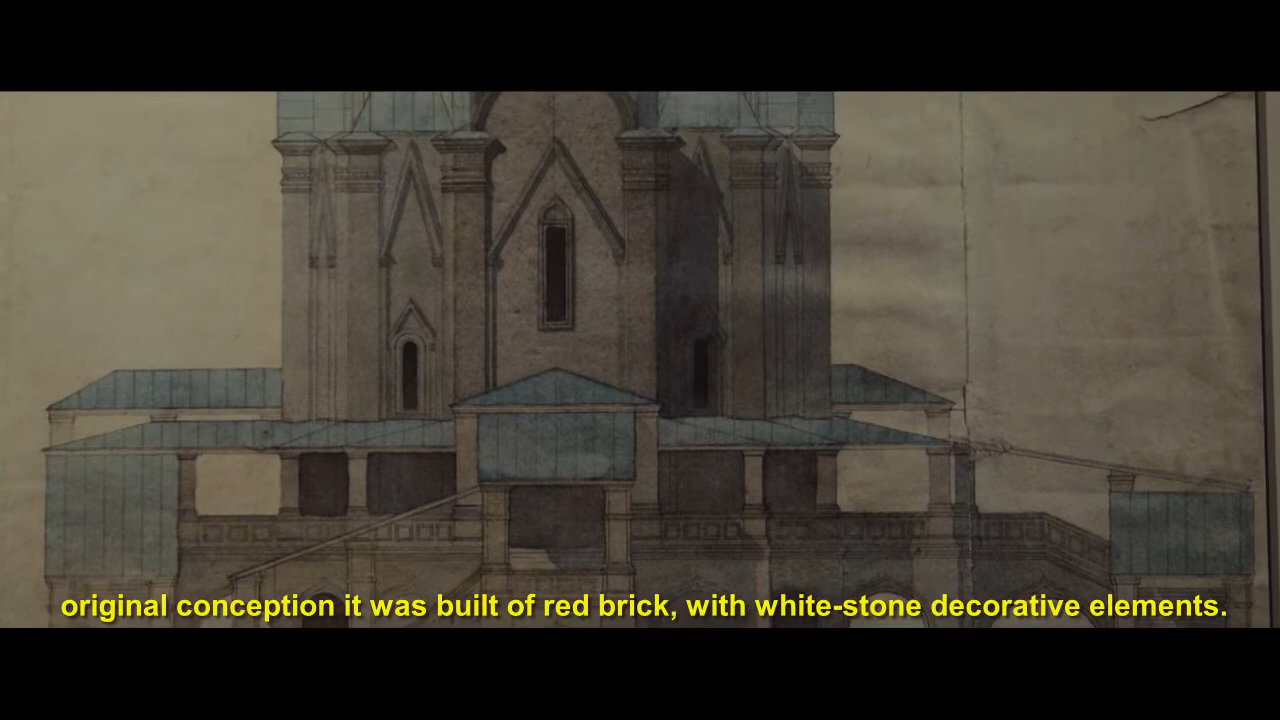 original conception it was built of red brick, with white-stone decorative elements.